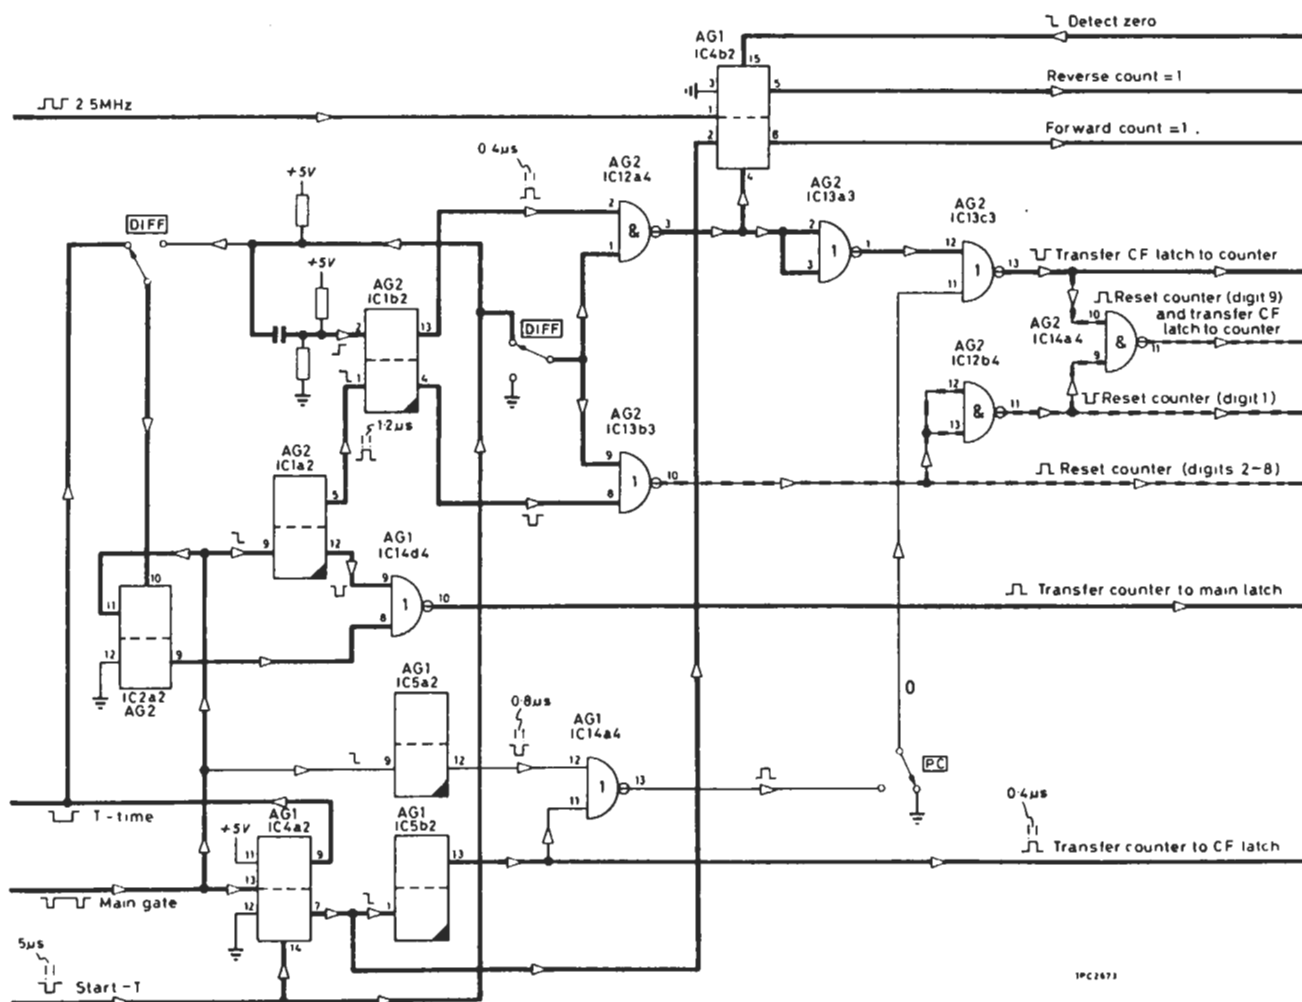 Detect zero
AG1
IC4b2
15
3
5
Reverse count = 1
2 5MHz
1
Forward count =1 .
2
8
4
0·4µs
AG2
IC12a4
+5V
AG2
IC13a3
AG2
IC13c3
DIFF
2
&
3
1
2
1
1
3
12
1
13
11
Transfer CF latch to counter
+5V
AG2
IC1b2
2
13
1
4
DIFF
Reset counter (digit 9)
and transfer CF
latch to counter
10
AG2
IC14a4
&
11
9
AG2
IC12b4
12
&
11
13
Reset counter (digit 1)
1·2µs
AG2
IC13b3
9
1
10
8
Reset counter (digits 2-8)
AG2
IC1a2
5
9
12
AG1
IC14d4
9
1
10
8
Transfer counter to main latch
10
11
12
9
IC2a2
AG2
AG1
IC5a2
9
12
0·8µs
AG1
IC14a4
12
1
13
11
0
PC
T-time
AG1
IC4a2
+5V
11
9
13
12
7
14
AG1
IC5b2
1
13
0·4µs
Transfer counter to CF latch
Main gate
5µs
Start-T
TPC2673